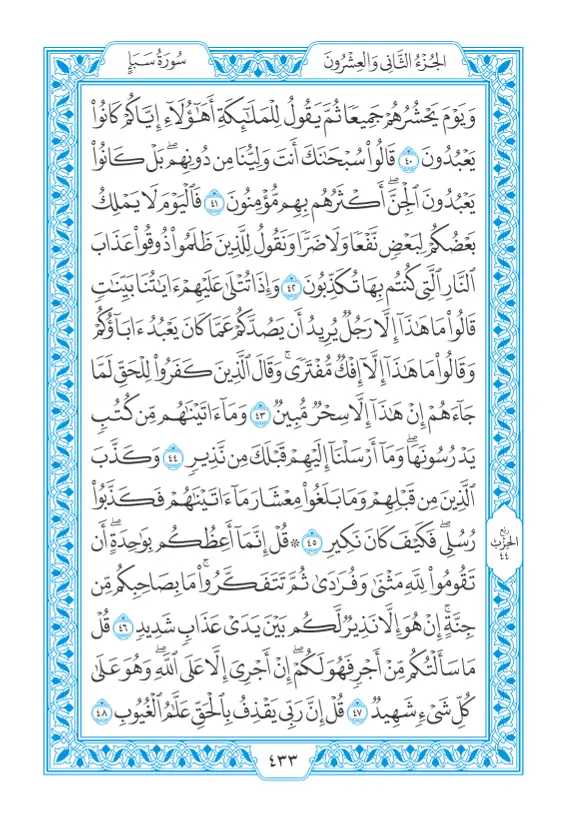 الجُزْءُ الثَّانِي وَالعِشْرُونَ
سُورَةُ سَبَإٍ
وَيَوْمَ يَحْشُرُهُمْ جَمِيعًا ثُمَّ يَقُولُ لِلْمَلَٰٓئِكَةِ أَهَٰٓؤُلَآءِ إِيَّاكُمْ كَانُوا۟
يَعْبُدُونَ ٤٠ قَالُوا۟ سُبْحَٰنَكَ أَنتَ وَلِيُّنَا مِن دُونِهِم ۖ بَلْ كَانُوا۟
يَعْبُدُونَ ٱلْجِنَّ ۖ أَكْثَرُهُم بِهِم مُّؤْمِنُونَ ٤١ فَٱلْيَوْمَ لَا يَمْلِكُ
بَعْضُكُمْ لِبَعْضٍ نَّفْعًا وَلَا ضَرًّا وَنَقُولُ لِلَّذِينَ ظَلَمُوا۟ ذُوقُوا۟ عَذَابَ
ٱلنَّارِ ٱلَّتِى كُنتُم بِهَا تُكَذِّبُونَ ٤٢ وَإِذَا تُتْلَىٰ عَلَيْهِمْ ءَايَٰتُنَا بَيِّنَٰتٍ
قَالُوا۟ مَا هَٰذَآ إِلَّا رَجُلٌ يُرِيدُ أَن يَصُدَّكُمْ عَمَّا كَانَ يَعْبُدُ ءَابَآؤُكُمْ
وَقَالُوا۟ مَا هَٰذَآ إِلَّآ إِفْكٌ مُّفْتَرًى ۚ وَقَالَ ٱلَّذِينَ كَفَرُوا۟ لِلْحَقِّ لَمَّا
جَآءَهُمْ إِنْ هَٰذَآ إِلَّا سِحْرٌ مُّبِينٌ ٤٣ وَمَآ ءَاتَيْنَٰهُم مِّن كُتُبٍ
يَدْرُسُونَهَا ۖ وَمَآ أَرْسَلْنَآ إِلَيْهِمْ قَبْلَكَ مِن نَّذِيرٍ ٤٤ وَكَذَّبَ
ٱلَّذِينَ مِن قَبْلِهِمْ وَمَا بَلَغُوا۟ مِعْشَارَ مَآ ءَاتَيْنَٰهُمْ فَكَذَّبُوا۟
رُسُلِى ۖ فَكَيْفَ كَانَ نَكِيرِ ٤٥ ۞ قُلْ إِنَّمَآ أَعِظُكُم بِوَٰحِدَةٍ ۖ أَن
تَقُومُوا۟ لِلَّهِ مَثْنَىٰ وَفُرَٰدَىٰ ثُمَّ تَتَفَكَّرُوا۟ ۚ مَا بِصَاحِبِكُم مِّن
جِنَّةٍ ۚ إِنْ هُوَ إِلَّا نَذِيرٌ لَّكُم بَيْنَ يَدَىْ عَذَابٍ شَدِيدٍ ٤٦ قُلْ
مَا سَأَلْتُكُم مِّنْ أَجْرٍ فَهُوَ لَكُمْ ۖ إِنْ أَجْرِىَ إِلَّا عَلَى ٱللَّهِ ۖ وَهُوَ عَلَىٰ
كُلِّ شَىْءٍ شَهِيدٌ ٤٧ قُلْ إِنَّ رَبِّى يَقْذِفُ بِٱلْحَقِّ عَلَّٰمُ ٱلْغُيُوبِ ٤٨
ربع
الحزب
٤٤
٤٣٣